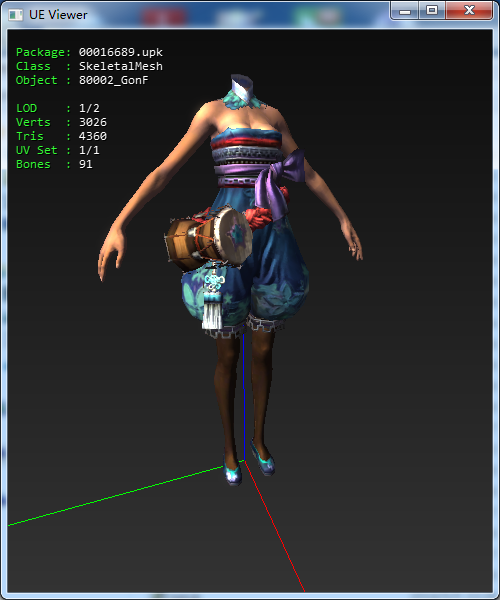 UE Viewer
Package: 00016689.upk
Class : SkeletalMesh
Object : 80002_GonF
LOD : 1/2
Verts : 3026
Tris : 4360
UV Set : 1/1
Bones : 91